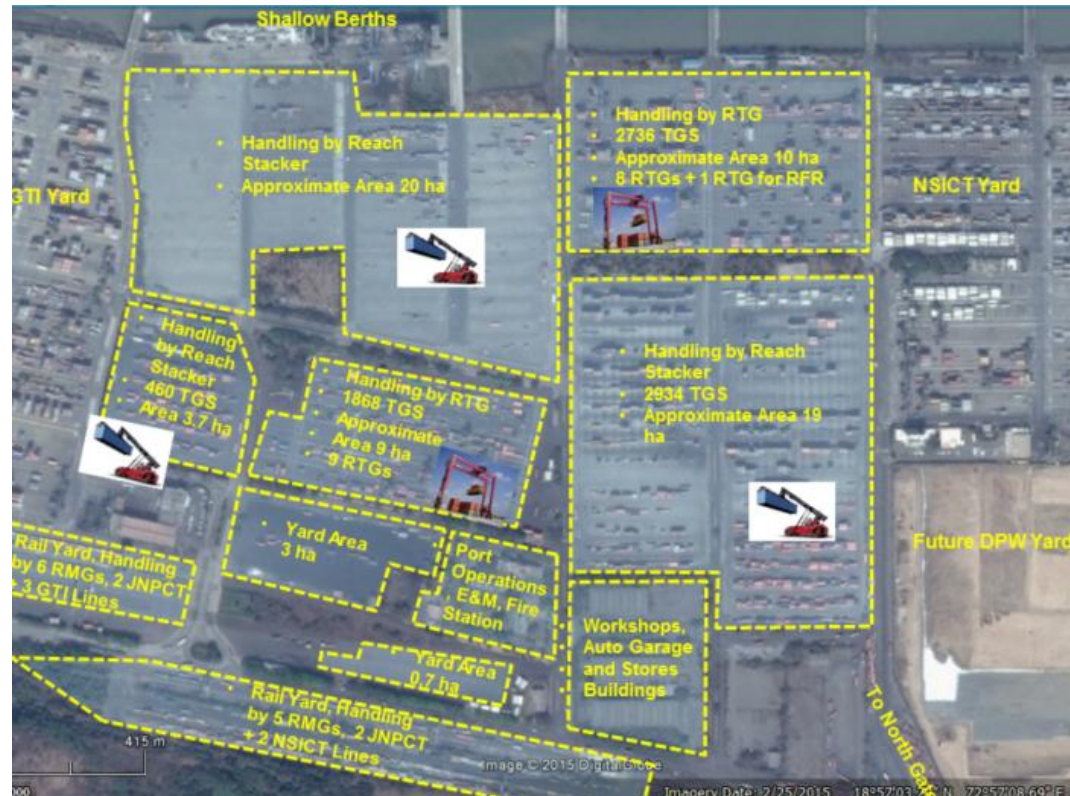 Shallow Berths
• Handling by Reach
Stacker
• Approximate Area 20 ha
• Handling by RTG
• 2736 TGS
• Approximate Area 10 ha
• 8 RTGs + 1 RTG for RFR
GTI Yard
NSICT Yard
• Handling
by Reach
Stacker
• 460 TGS
• Area 3.7 ha
• Handling by RTG
• 1868 TGS
• Approximate
Area 9 ha
• 9 RTGs
• Handling by Reach
Stacker
• 2934 TGS
• Approximate Area 19
ha
• Yard Area
3 ha
• Port
Operations
, E&M, Fire
Station
Future DPW Yard
Rail Yard, Handling
by 6 RMGs, 2 JNPCT
+ 3 GTI Lines
• Workshops,
Auto Garage
• and Stores
• Buildings
Yard Area
0.7 ha
• Rail Yard, Handling
by 5 RMGs, 2 JNPCT
+ 2 NSICT Lines
To North Gate
415 m
Image © 2015 DigitalGlobe
Imagery Date: 2/25/2015 N 72°57'08.69" E